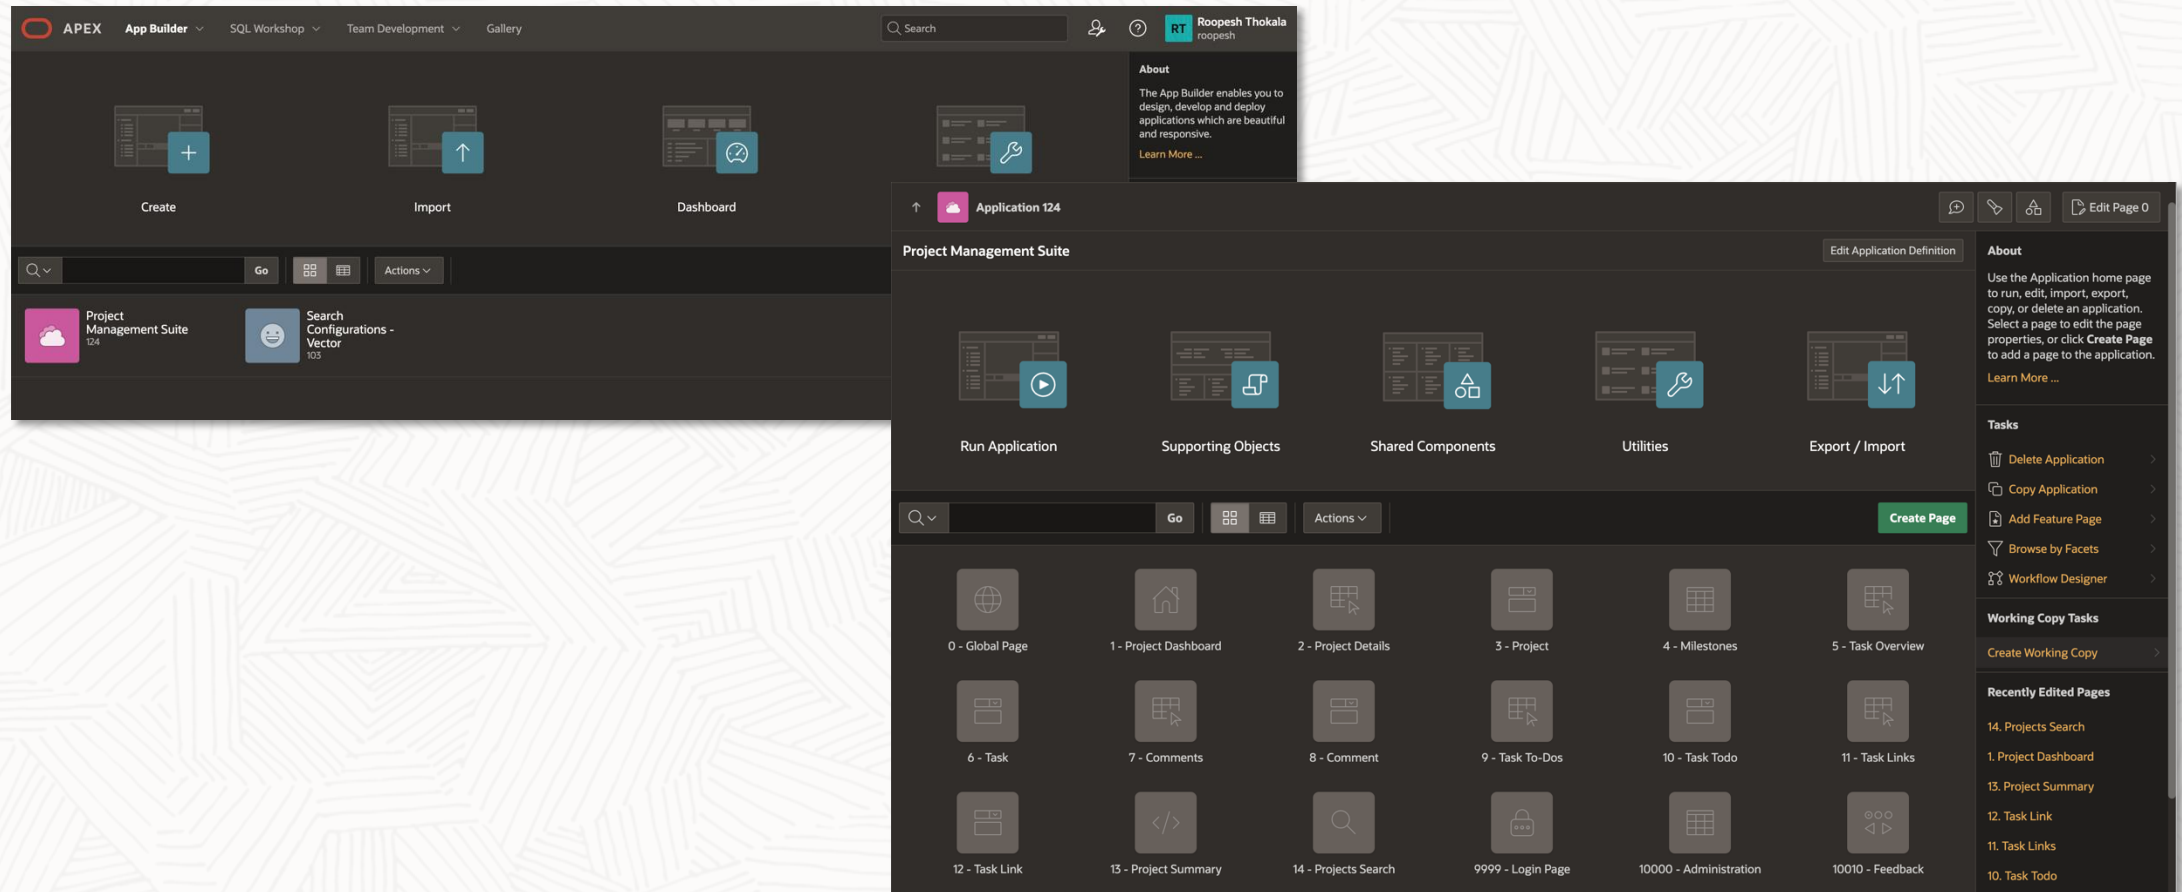 APEX App Builder SQL Workshop Team Development Gallery Search RT Roopesh Thokala
roopesh
Create Import Dashboard
About
The App Builder enables you to
design, develop and deploy
applications which are beautiful
and responsive.
Learn More ...
Go Actions
Project
Management Suite
124
Search
Configurations -
Vector
103
Application 124 Edit Page 0
Project Management Suite Edit Application Definition
Run Application Supporting Objects Shared Components Utilities Export / Import
Go Actions Create Page
0 - Global Page 1 - Project Dashboard 2 - Project Details 3 - Project 4 - Milestones 5 - Task Overview
6 - Task 7 - Comments 8 - Comment 9 - Task To-Dos 10 - Task Todo 11 - Task Links
12 - Task Link 13 - Project Summary 14 - Projects Search 9999 - Login Page 10000 - Administration 10010 - Feedback
About
Use the Application home page
to run, edit, import, export,
copy, or delete an application.
Select a page to edit the page
properties, or click Create Page
to add a page to the application.
Learn More ...
Tasks
Delete Application
Copy Application
Add Feature Page
Browse by Facets
Workflow Designer
Working Copy Tasks
Create Working Copy
Recently Edited Pages
14. Projects Search
1. Project Dashboard
13. Project Summary
12. Task Link
11. Task Links
10. Task Todo